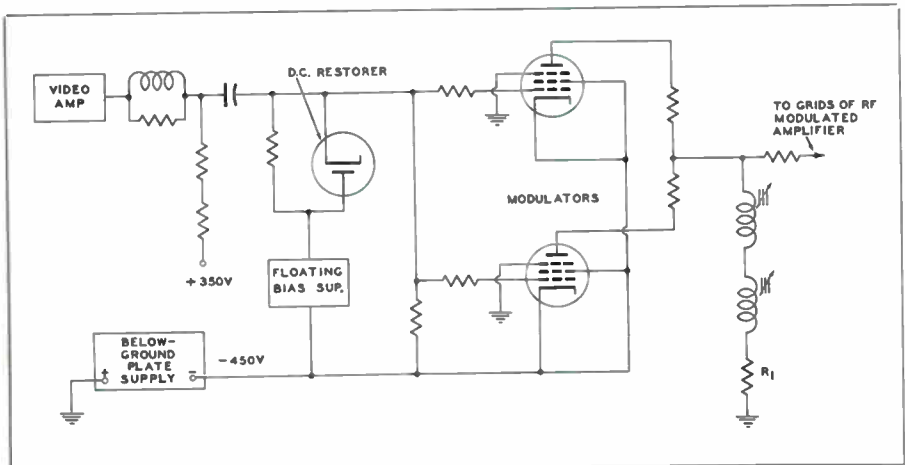 VIDEO
AMP
D.C. RESTORER
+350V
FLOATING
BIAS SUP.
MODULATORS
TO GRIDS OF RF
MODULATED
AMPLIFIER
BELOW-
GROUND
PLATE
SUPPLY
+
-
-450V
R1